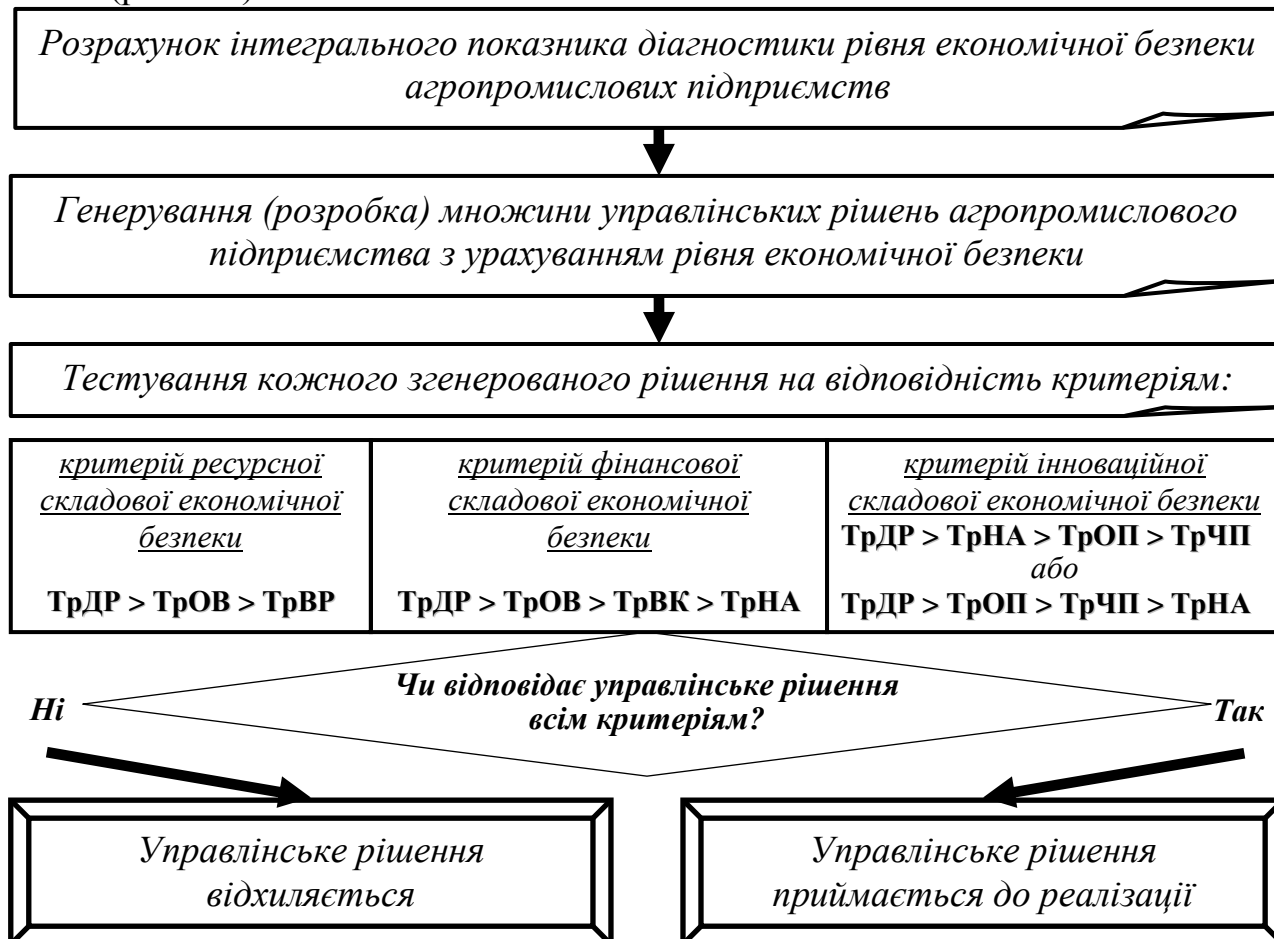 Розрахунок інтегрального показника діагностики рівня економічної безпеки
агропромислових підприємств
Генерування (розробка) множини управлінських рішень агропромислового
підприємства з урахуванням рівня економічної безпеки
Тестування кожного згенерованого рішення на відповідність критеріям:
критерій ресурсної
складової економічної
безпеки
ТрДР > ТрОВ > ТрВР
критерій фінансової
складової економічної
безпеки
ТрДР > ТрОВ > ТрВК > ТрНА
критерій інноваційної
складової економічної безпеки
ТрДР > ТрНА > ТрОП > ТрЧП
або
ТрДР > ТрОП > ТрЧП > ТрНА
Чи відповідає управлінське рішення
всім критеріям?
Ні
Так
Управлінське рішення
відхиляється
Управлінське рішення
приймається до реалізації